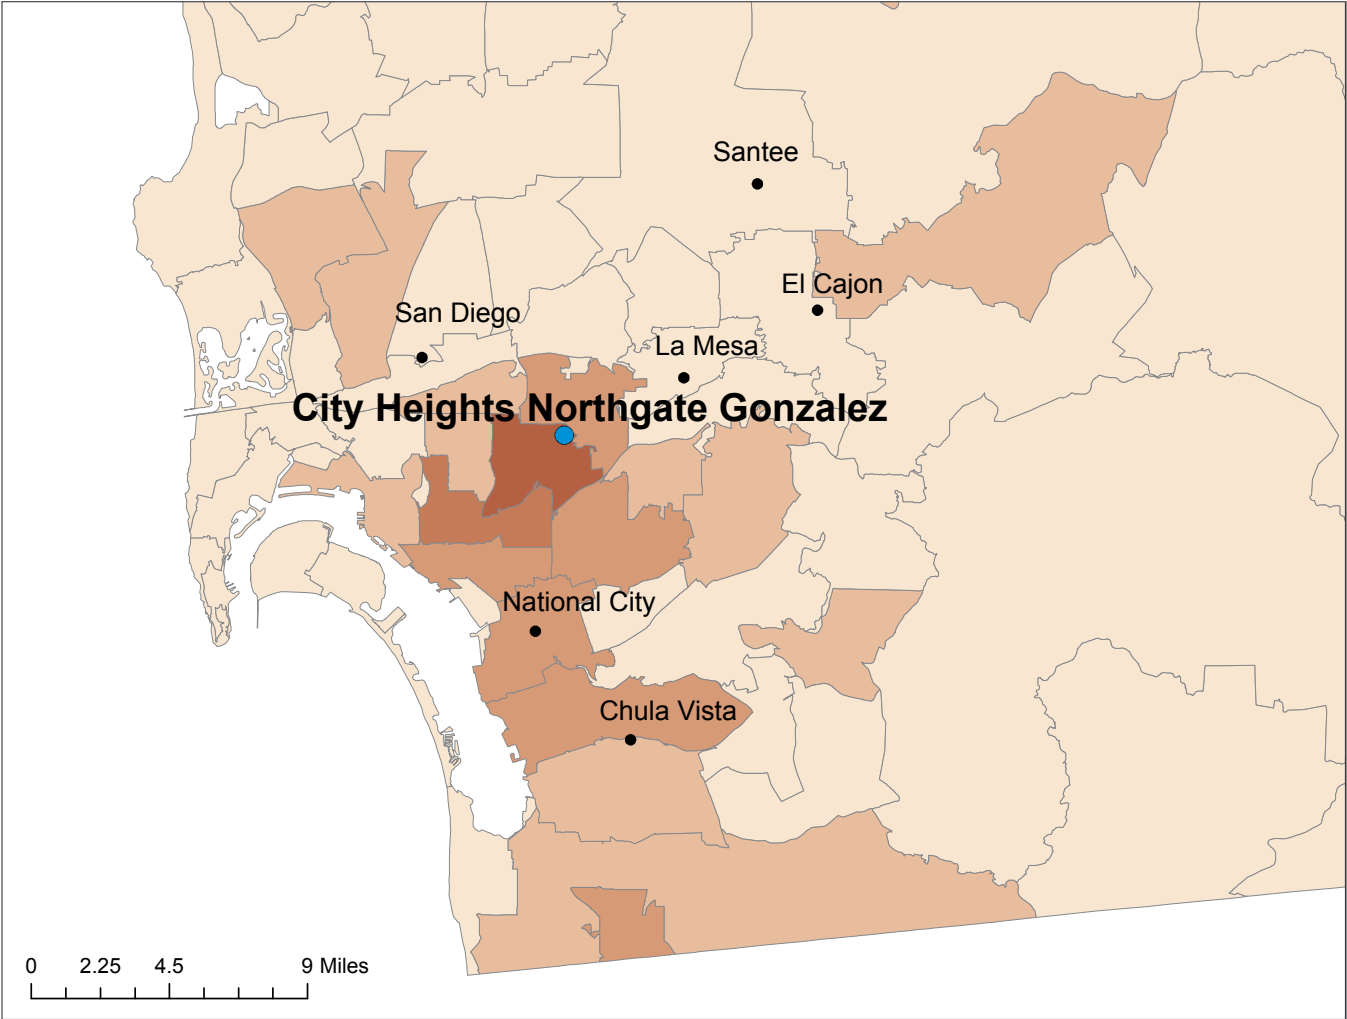 Santee
El Cajon
San Diego
La Mesa
City Heights Northgate Gonzalez
National City
Chula Vista
0 2.25 4.5 9 Miles